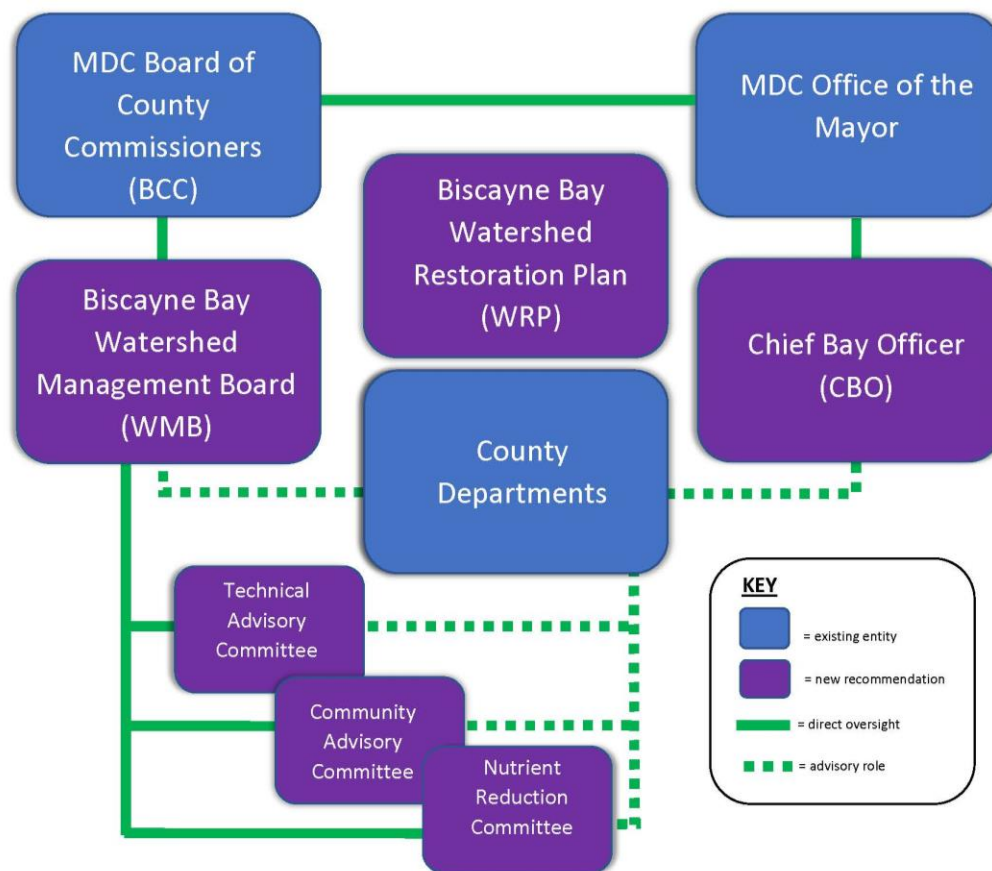 MDC Board of
County
Commissioners
(BCC)
MDC Office of the
Mayor
Biscayne Bay
Watershed
Restoration Plan
(WRP)
Biscayne Bay
Watershed
Management Board
(WMB)
Chief Bay Officer
(CBO)
County
Departments
Technical
Advisory
Committee
Community
Advisory
Committee
Nutrient
Reduction
Committee
KEY
= existing entity
= new recommendation
= direct oversight
= advisory role